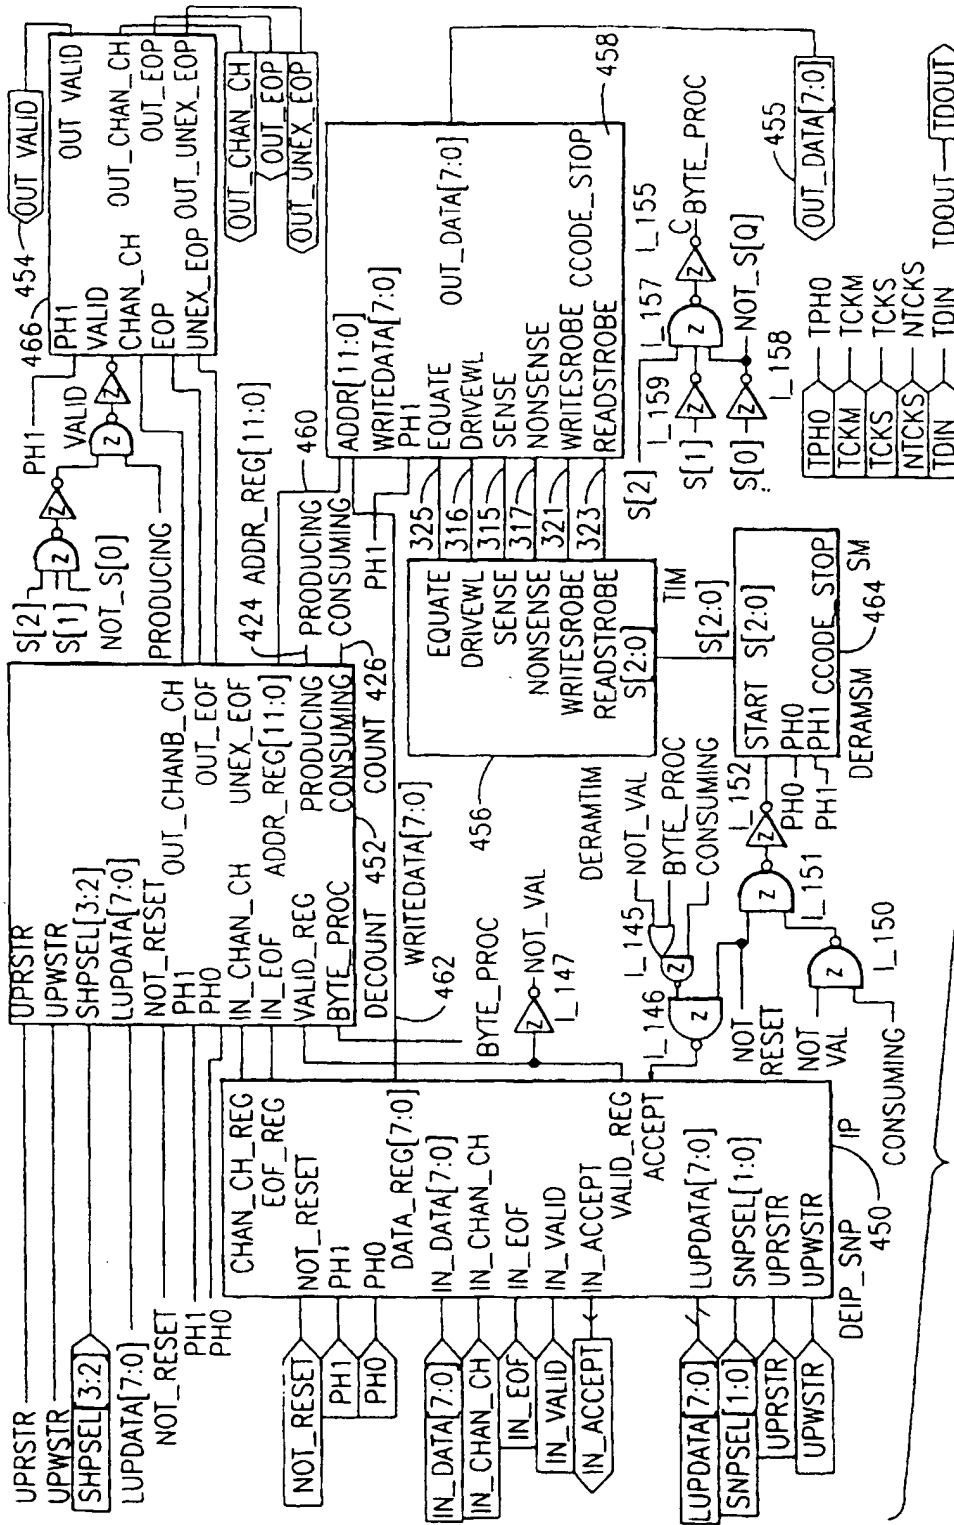 UPRSTR
UPWSTR
SHPSEL[3:2]
LUPDATA[7:0]
NOT_RESET
PH1
PH0
NOT_RESET
PH1
PH0
IN_DATA[7:0]
IN_CHAN_CH
IN_EOF
IN_VALID
IN_ACCEPT
LUPDATA[7:0]
SNPSEL[1:0]
UPRSTR
UPWSTR
CHAN_CH_REG
EOF_REG
NOT_RESET
PH1
PH0
DATA_REG[7:0]
IN_DATA[7:0]
IN_CHAN_CH
IN_EOF
IN_VALID
IN_ACCEPT
VALID_REG
ACCEPT
LUPDATA[7:0]
SNPSEL[1:0]
UPRSTR
UPWSTR
DEIP_SNP
IP
450
UPRSTR
UPWSTR
SHPSEL[3:2]
LUPDATA[7:0]
NOT_RESET
PH1
PH0
IN_CHAN_CH
IN_EOF
VALID_REG
BYTE_PROC
OUT_CHANB_CH
OUT_EOF
UNEX_EOF
ADDR_REG[11:0]
PRODUCING
CONSUMING
DECOUNT
452
COUNT
426
WRITEDATA[7:0]
462
BYTE_PROC
NOT_VAL
Z
I_147
I_146
I_145
NOT_VAL
BYTE_PROC
CONSUMING
Z
Z
NOT
RESET
NOT
VAL
CONSUMING
Z
I_150
Z
I_151
Z
I_152
PH0
PH1
START
PH0
PH1
S[2:0]
CCODE_STOP
DERAMSM
464
SM
S[2:0]
456
DERAMTIM
TIM
EQUATE
DRIVEWL
SENSE
NONSENSE
WRITESROBE
READSTROBE
S[2:0]
325
316
315
317
321
323
S[2]
S[1]
NOT_S[0]
Z
Z
PH1
VALID
Z
Z
PRODUCING
424
ADDR_REG[11:0]
PRODUCING
CONSUMING
460
PH1
466
454
OUT VALID
PH1
VALID
CHAN_CH
EOP
UNEX_EOP
OUT VALID
OUT_CHAN_CH
OUT_EOP
OUT_UNEX_EOP
OUT_CHAN_CH
OUT_EOP
OUT_UNEX_EOP
ADDR[11:0]
WRITEDATA[7:0]
PH1
EQUATE
DRIVEWL
SENSE
NONSENSE
WRITESROBE
READSTROBE
OUT_DATA[7:0]
CCODE_STOP
458
455
OUT_DATA[7:0]
S[2]
S[1]
S[0]
I_159
I_157
I_155
I_158
Z
Z
Z
Z
C
BYTE_PROC
NOT_S[Q]
TPH0
TPH0
TCKM
TCKM
TCKS
TCKS
NTCKS
NTCKS
TDIN
TDIN
TDOUT
TDOUT